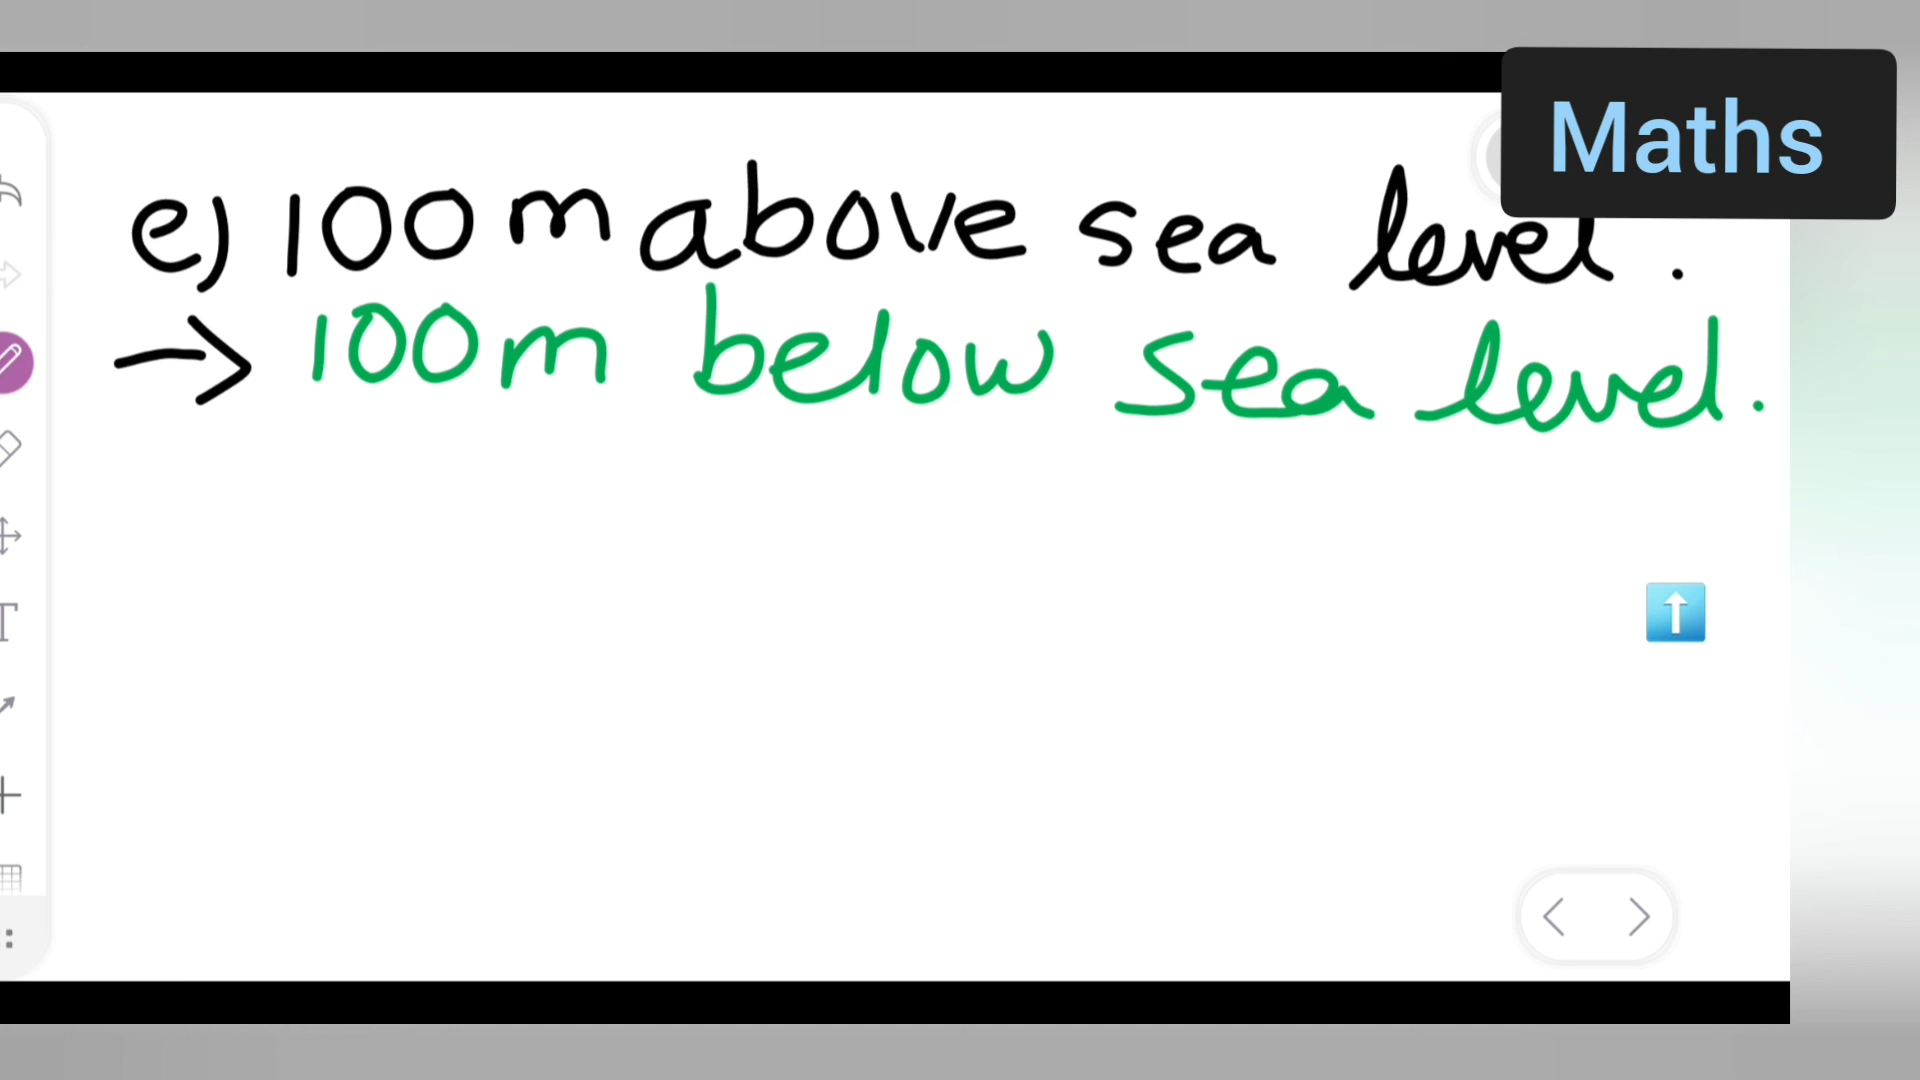 Maths
e) 100 m above sea level.
→ 100m below sea level.